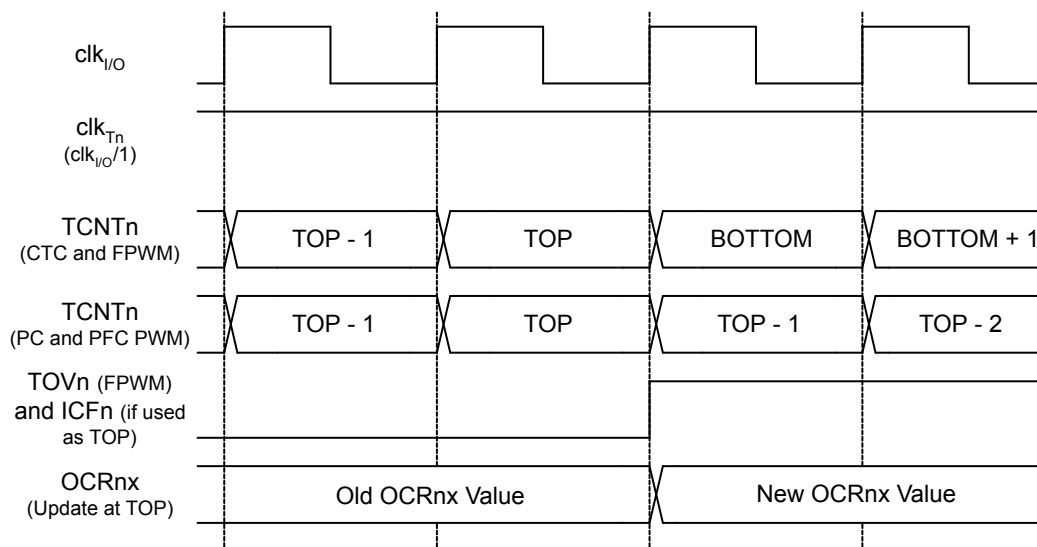 clkI/O
clkTn
(clkI/O/1)
TCNTn
(CTC and FPWM)
TOP - 1 TOP BOTTOM BOTTOM + 1
TCNTn
(PC and PFC PWM)
TOP - 1 TOP TOP - 1 TOP - 2
TOVn (FPWM)
and ICFn (if used
as TOP)
OCRnx
(Update at TOP)
Old OCRnx Value New OCRnx Value